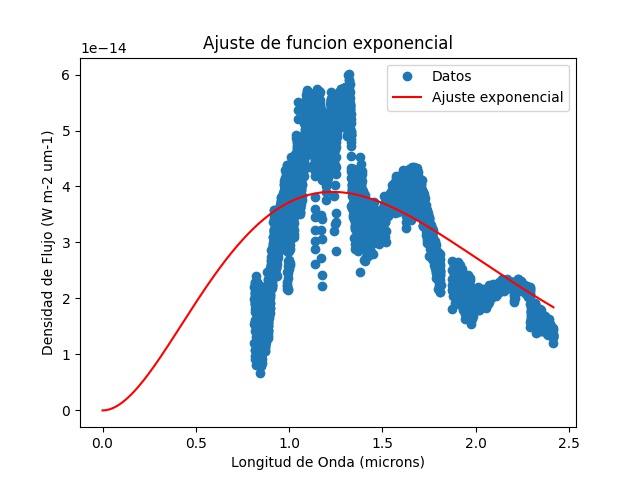 Ajuste de funcion exponencial
1e−14
Datos
Ajuste exponencial
6
5
4
3
2
1
0
Densidad de Flujo (W m-2 um-1)
0.0 0.5 1.0 1.5 2.0 2.5
Longitud de Onda (microns)